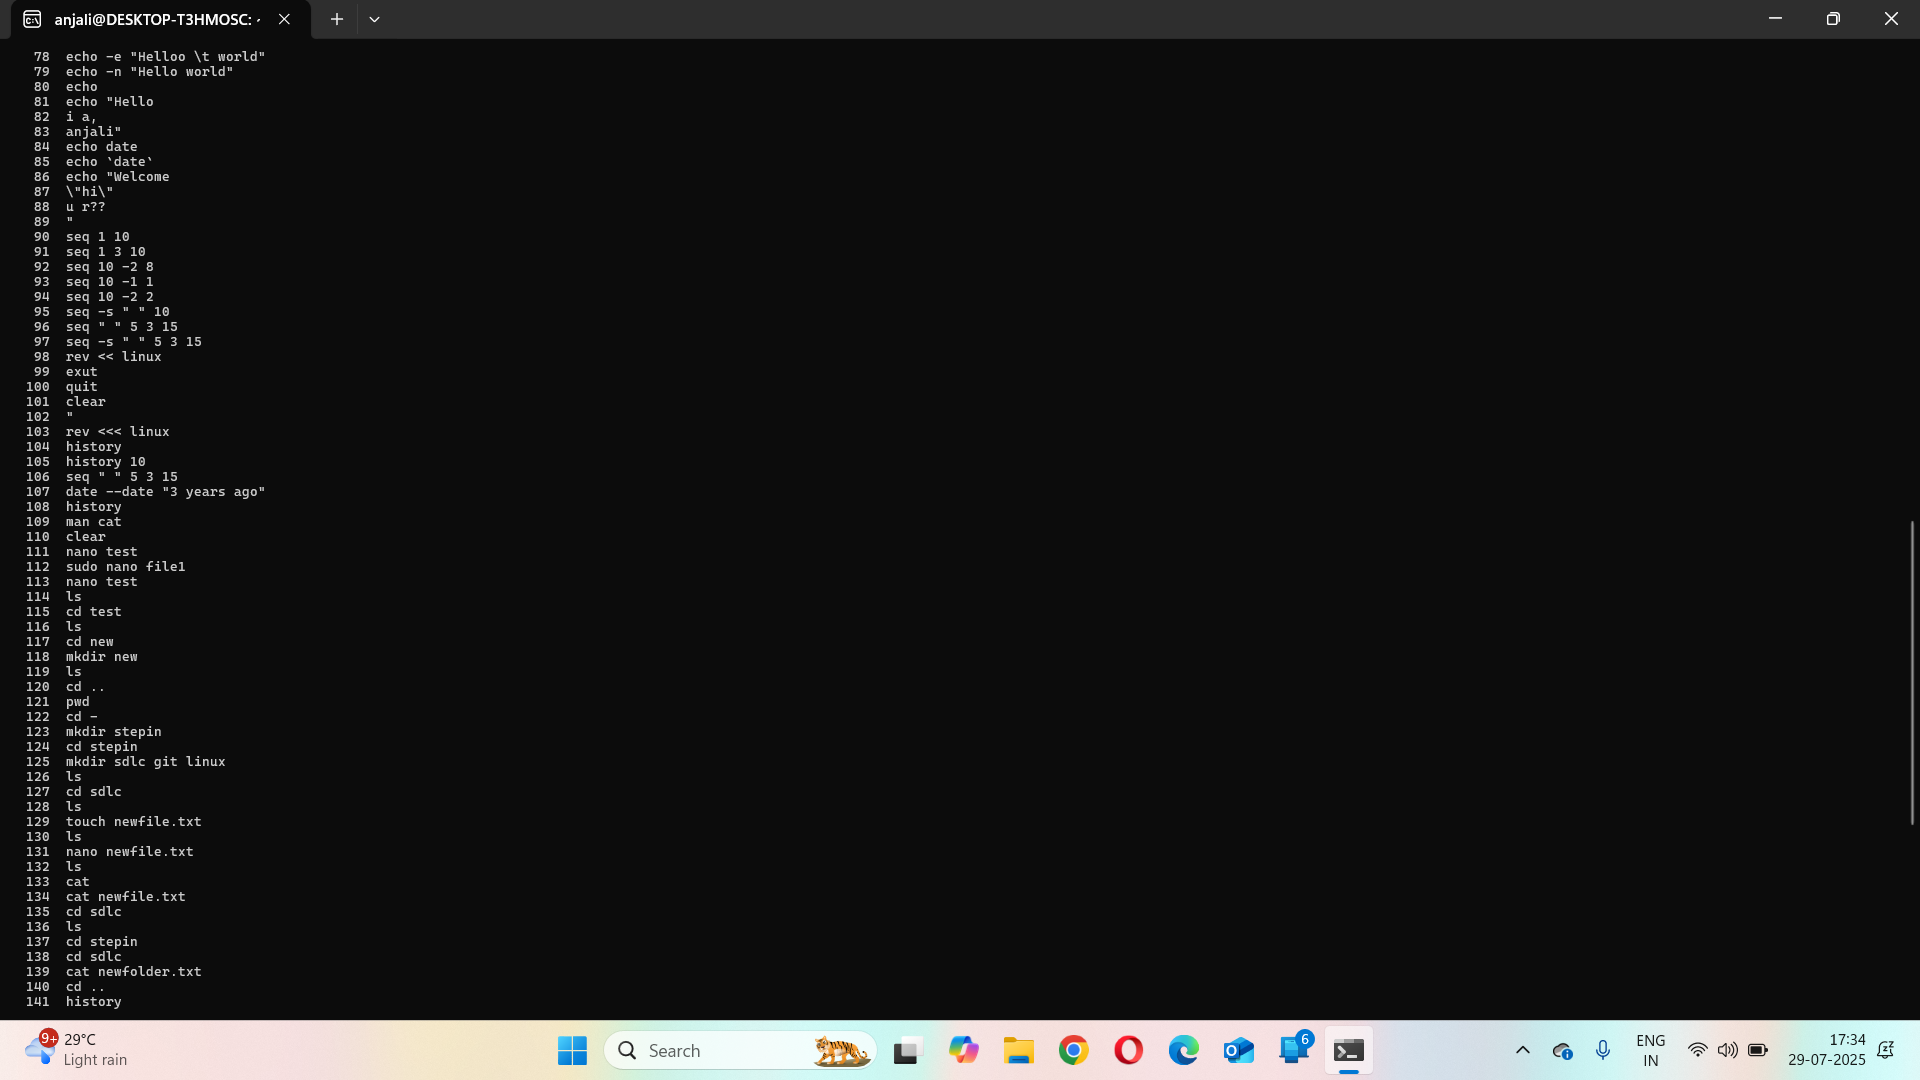 anjali@DESKTOP-T3HMOSC: ~
78 echo -e "Helloo \t world"
79 echo -n "Hello world"
80 echo
81 echo "Hello
82 i a,
83 anjali"
84 echo date
85 echo `date`
86 echo "Welcome
87 \"hi\"
88 u r??
89 "
90 seq 1 10
91 seq 1 3 10
92 seq 10 -2 8
93 seq 10 -1 1
94 seq 10 -2 2
95 seq -s " " 10
96 seq " " 5 3 15
97 seq -s " " 5 3 15
98 rev << linux
99 exut
100 quit
101 clear
102 "
103 rev <<< linux
104 history
105 history 10
106 seq " " 5 3 15
107 date --date "3 years ago"
108 history
109 man cat
110 clear
111 nano test
112 sudo nano file1
113 nano test
114 ls
115 cd test
116 ls
117 cd new
118 mkdir new
119 ls
120 cd ..
121 pwd
122 cd -
123 mkdir stepin
124 cd stepin
125 mkdir sdlc git linux
126 ls
127 cd sdlc
128 ls
129 touch newfile.txt
130 ls
131 nano newfile.txt
132 ls
133 cat
134 cat newfile.txt
135 cd sdlc
136 ls
137 cd stepin
138 cd sdlc
139 cat newfolder.txt
140 cd ..
141 history
9+ 29°C
Light rain
Search
6
ENG
IN
17:34
29-07-2025